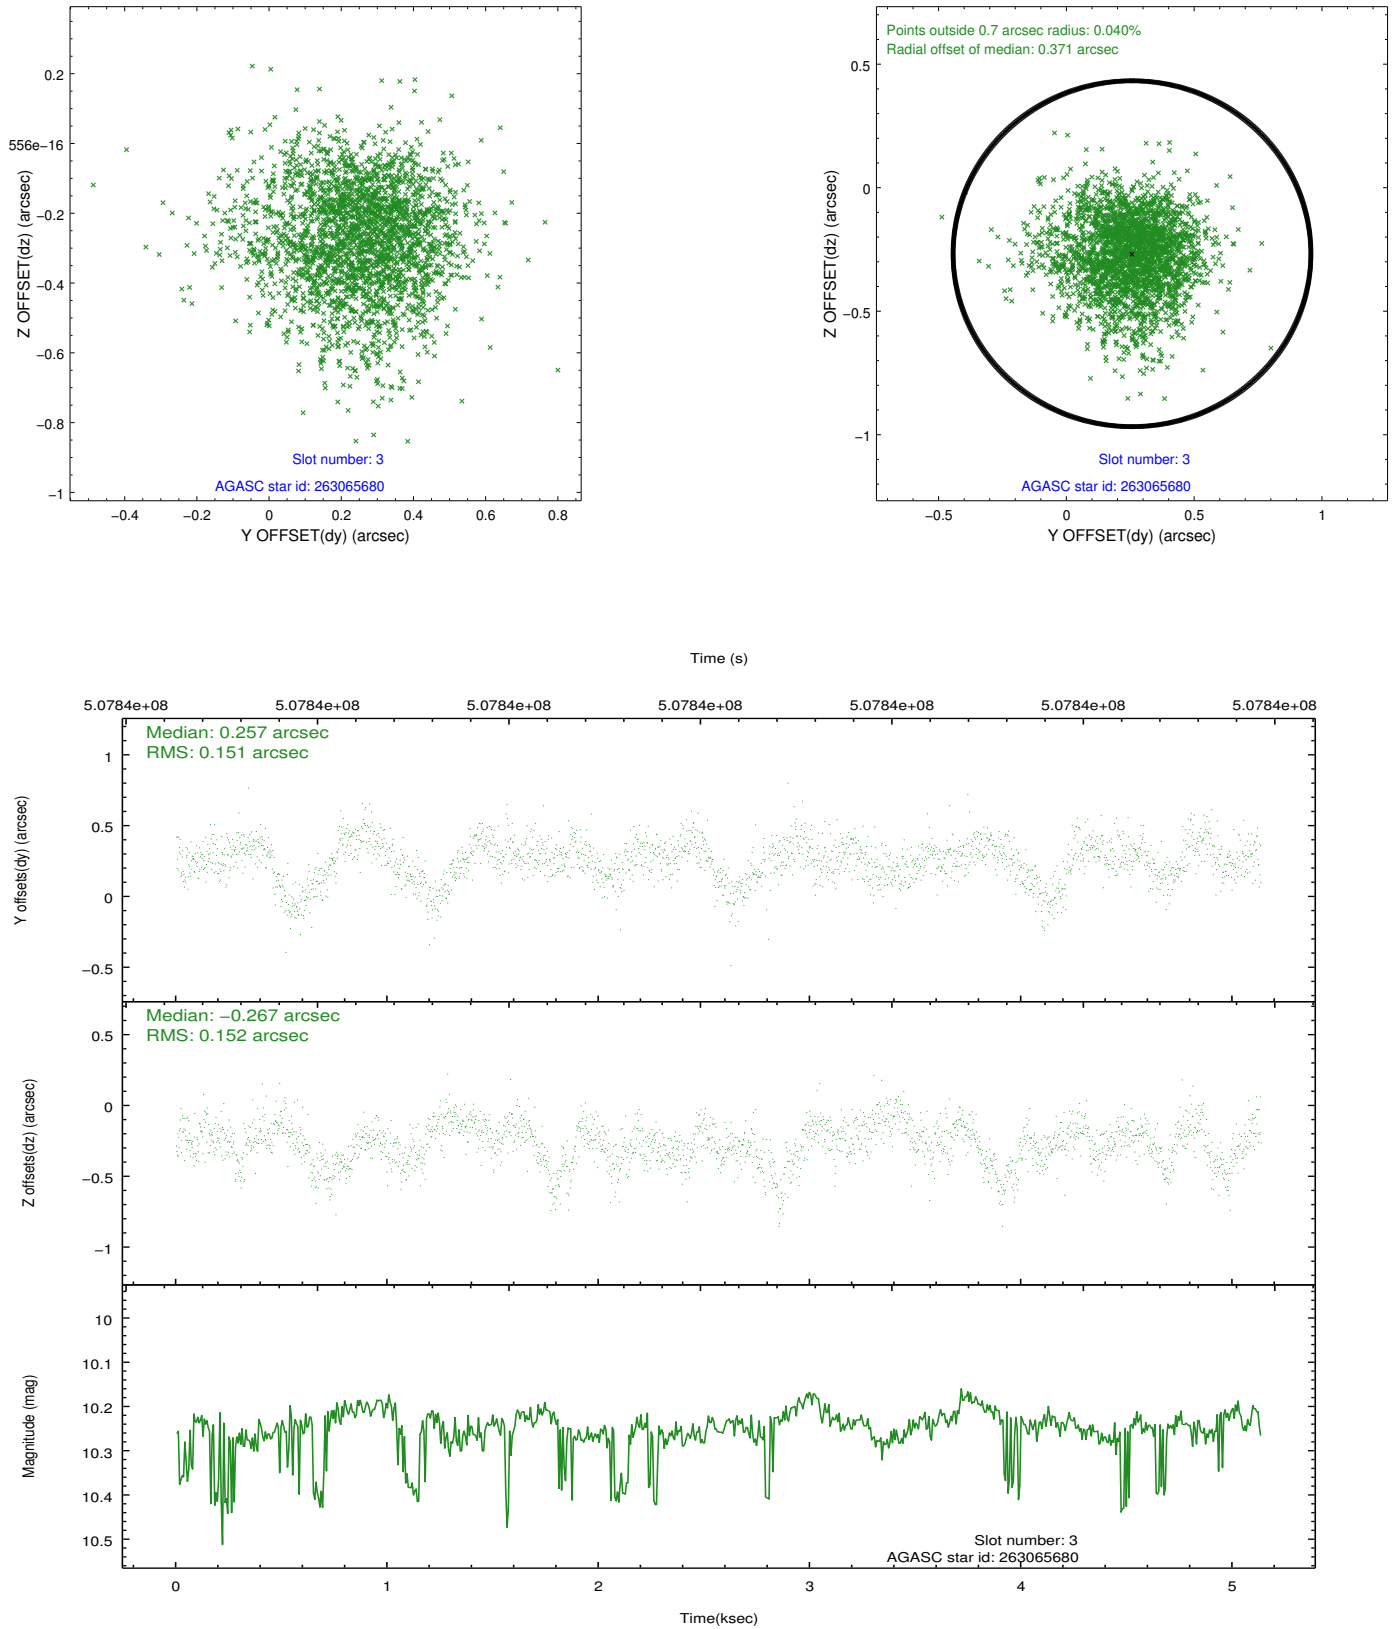 0.2
556e−16
−0.2
−0.4
−0.6
−0.8
−1
Z OFFSET(dz) (arcsec)
Slot number: 3
AGASC star id: 263065680
−0.4 −0.2 0 0.2 0.4 0.6 0.8
Y OFFSET(dy) (arcsec)
Points outside 0.7 arcsec radius: 0.040%
Radial offset of median: 0.371 arcsec
0.5
0
−0.5
−1
Z OFFSET(dz) (arcsec)
Slot number: 3
AGASC star id: 263065680
−0.5 0 0.5 1
Y OFFSET(dy) (arcsec)
Time (s)
5.0784e+08 5.0784e+08 5.0784e+08 5.0784e+08 5.0784e+08 5.0784e+08 5.0784e+08
Median: 0.257 arcsec
RMS: 0.151 arcsec
1
0.5
0
−0.5
Y offsets(dy) (arcsec)
Median: −0.267 arcsec
RMS: 0.152 arcsec
0.5
0
−0.5
−1
Z offsets(dz) (arcsec)
10
10.1
10.2
10.3
10.4
10.5
Magnitude (mag)
Slot number: 3
AGASC star id: 263065680
0 1 2 3 4 5
Time(ksec)